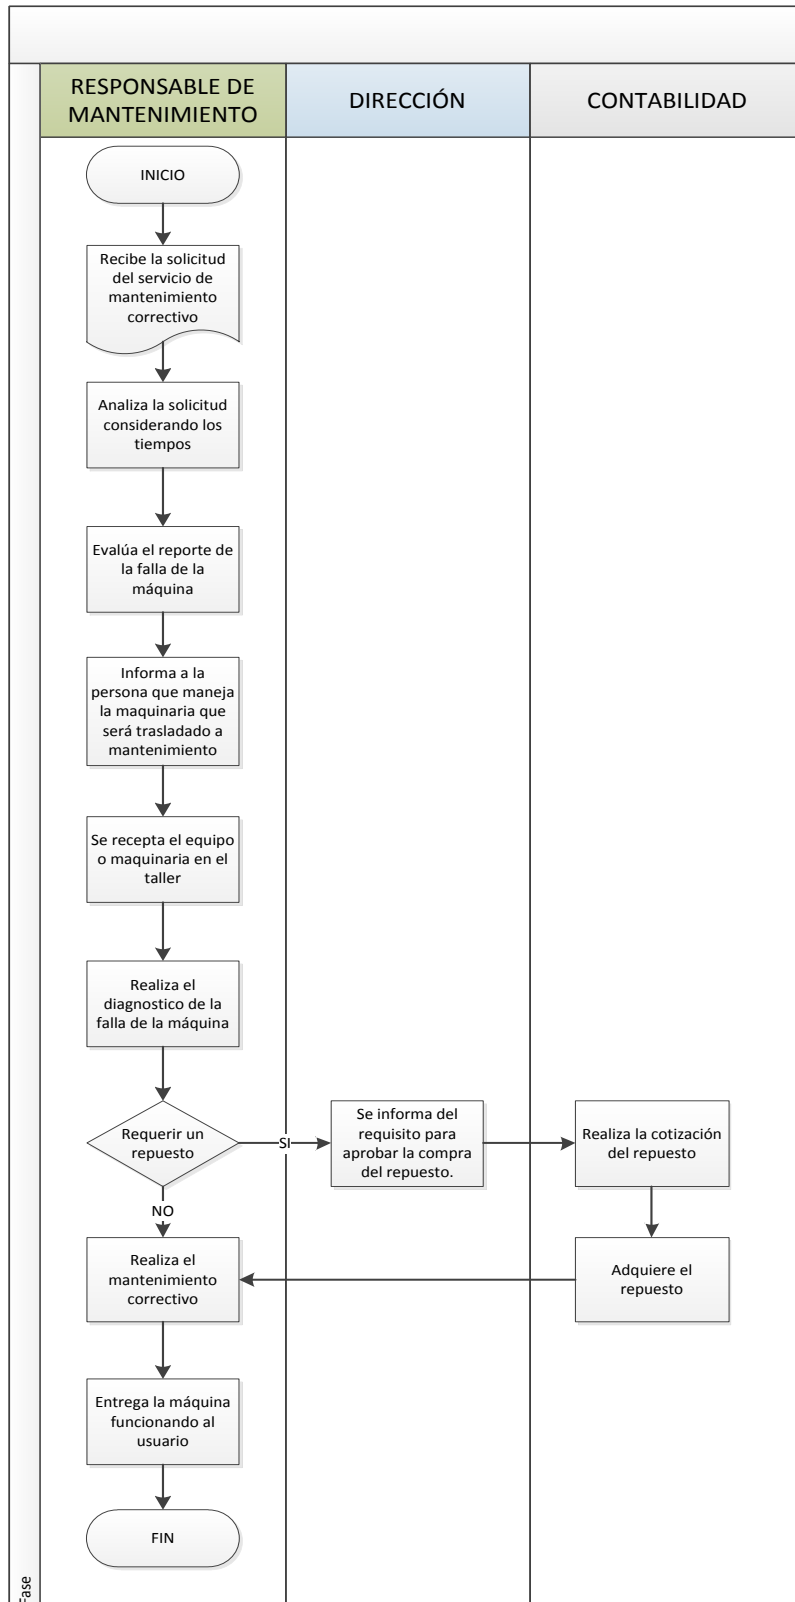 RESPONSABLE DE
MANTENIMIENTO
DIRECCIÓN
CONTABILIDAD
INICIO
Recibe la solicitud
del servicio de
mantenimiento
correctivo
Analiza la solicitud
considerando los
tiempos
Evalúa el reporte de
la falla de la
máquina
Informa a la
persona que maneja
la maquinaria que
será trasladado a
mantenimiento
Se recepta el equipo
o maquinaria en el
taller
Realiza el
diagnostico de la
falla de la máquina
Requerir un
repuesto
SI
Se informa del
requisito para
aprobar la compra
del repuesto.
Realiza la cotización
del repuesto
NO
Realiza el
mantenimiento
correctivo
Adquiere el
repuesto
Entrega la máquina
funcionando al
usuario
FIN
Fase